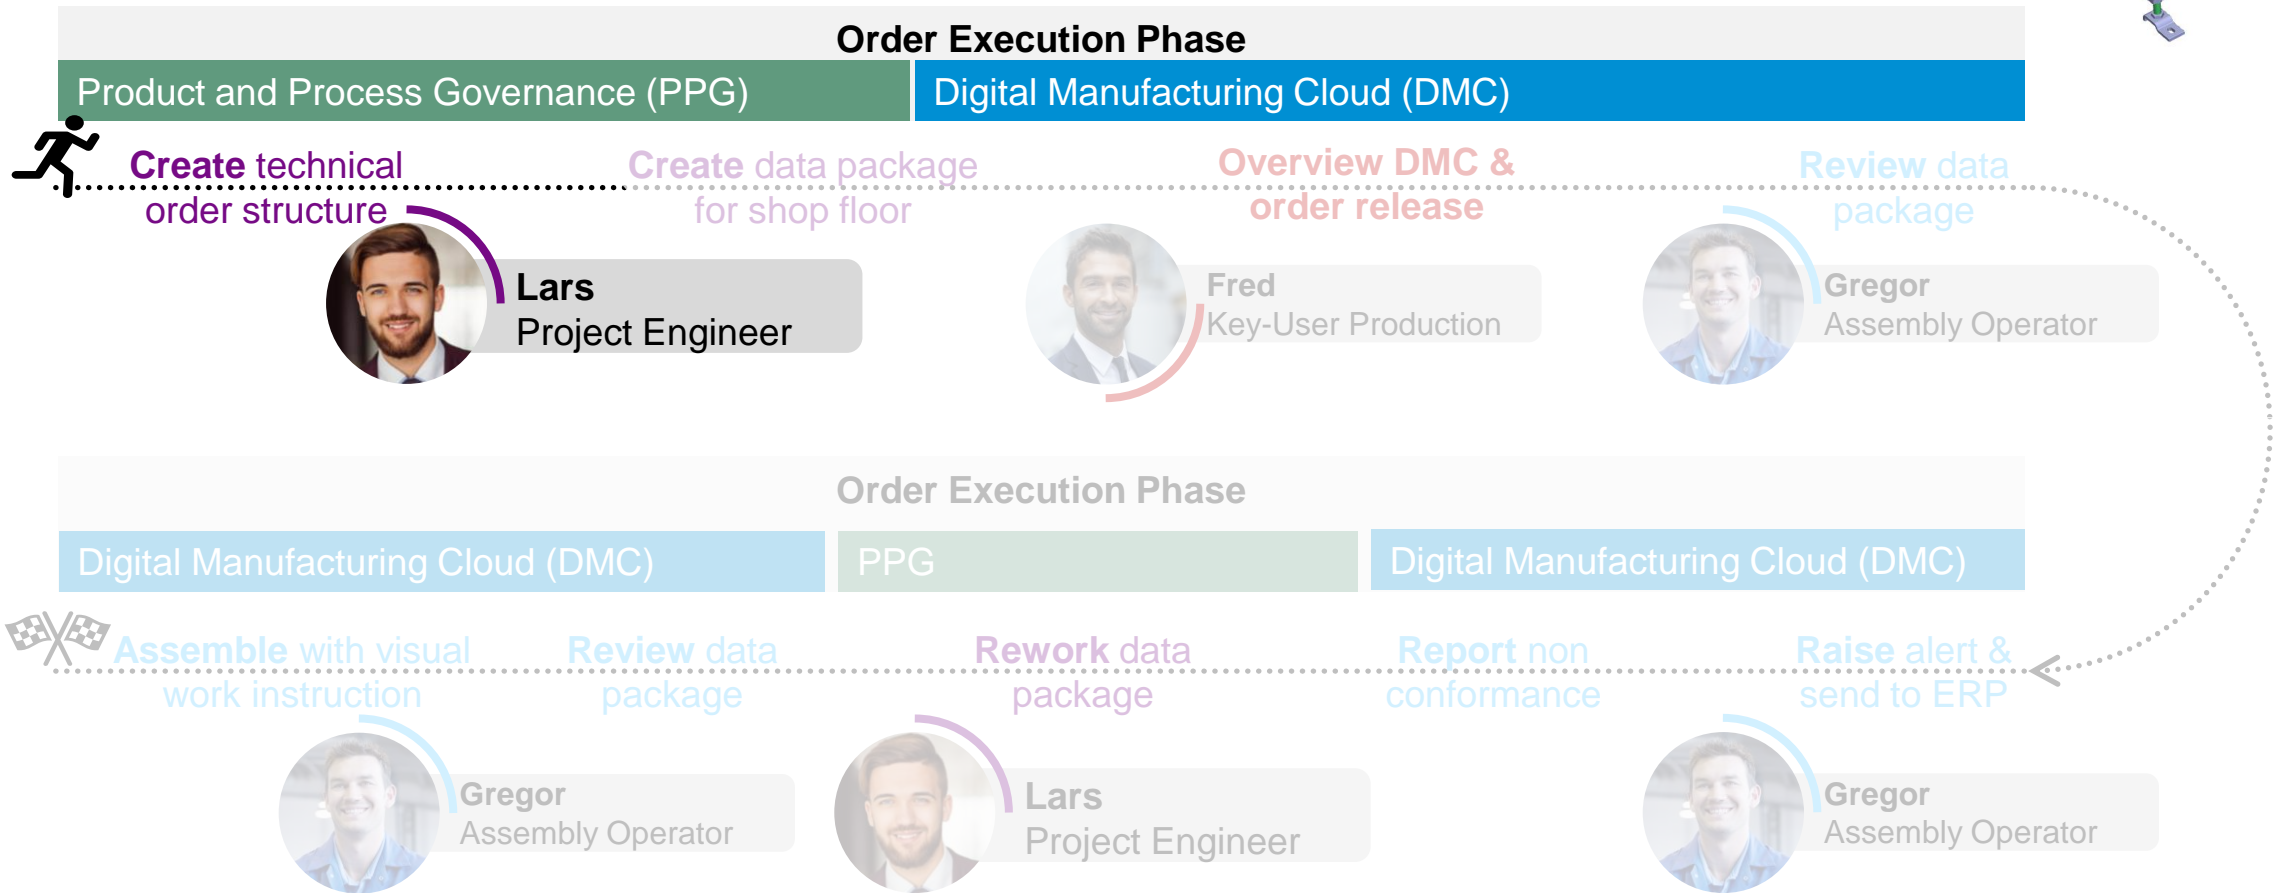 Order Execution Phase
Product and Process Governance (PPG)
Digital Manufacturing Cloud (DMC)
Create technical
order structure
Create data package
for shop floor
Overview DMC &
order release
Review data
package
Lars
Project Engineer
Fred
Key-User Production
Gregor
Assembly Operator
Order Execution Phase
Digital Manufacturing Cloud (DMC)
PPG
Digital Manufacturing Cloud (DMC)
Assemble with visual
work instruction
Review data
package
Rework data
package
Report non
conformance
Raise alert &
send to ERP
Gregor
Assembly Operator
Lars
Project Engineer
Gregor
Assembly Operator